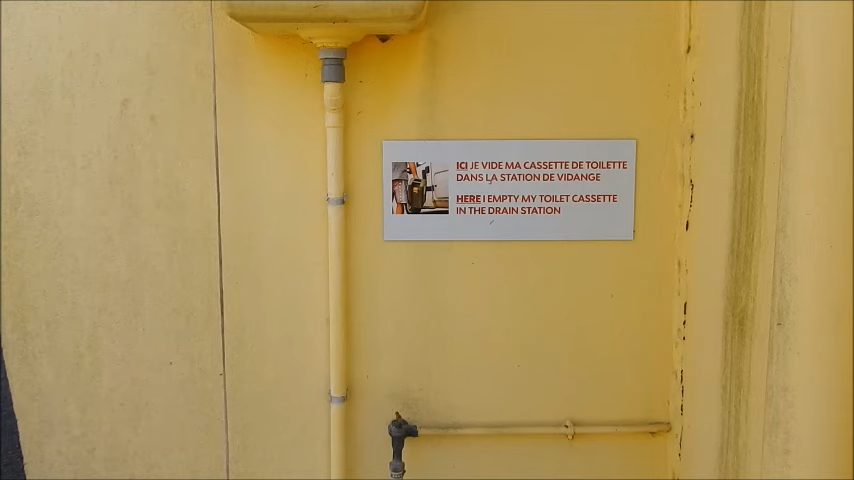 ICI JE VIDE MA CASSETTE DE TOILETTE
DANS LA STATION DE VIDANGE
HERE I EMPTY MY TOILET CASSETTE
IN THE DRAIN STATION